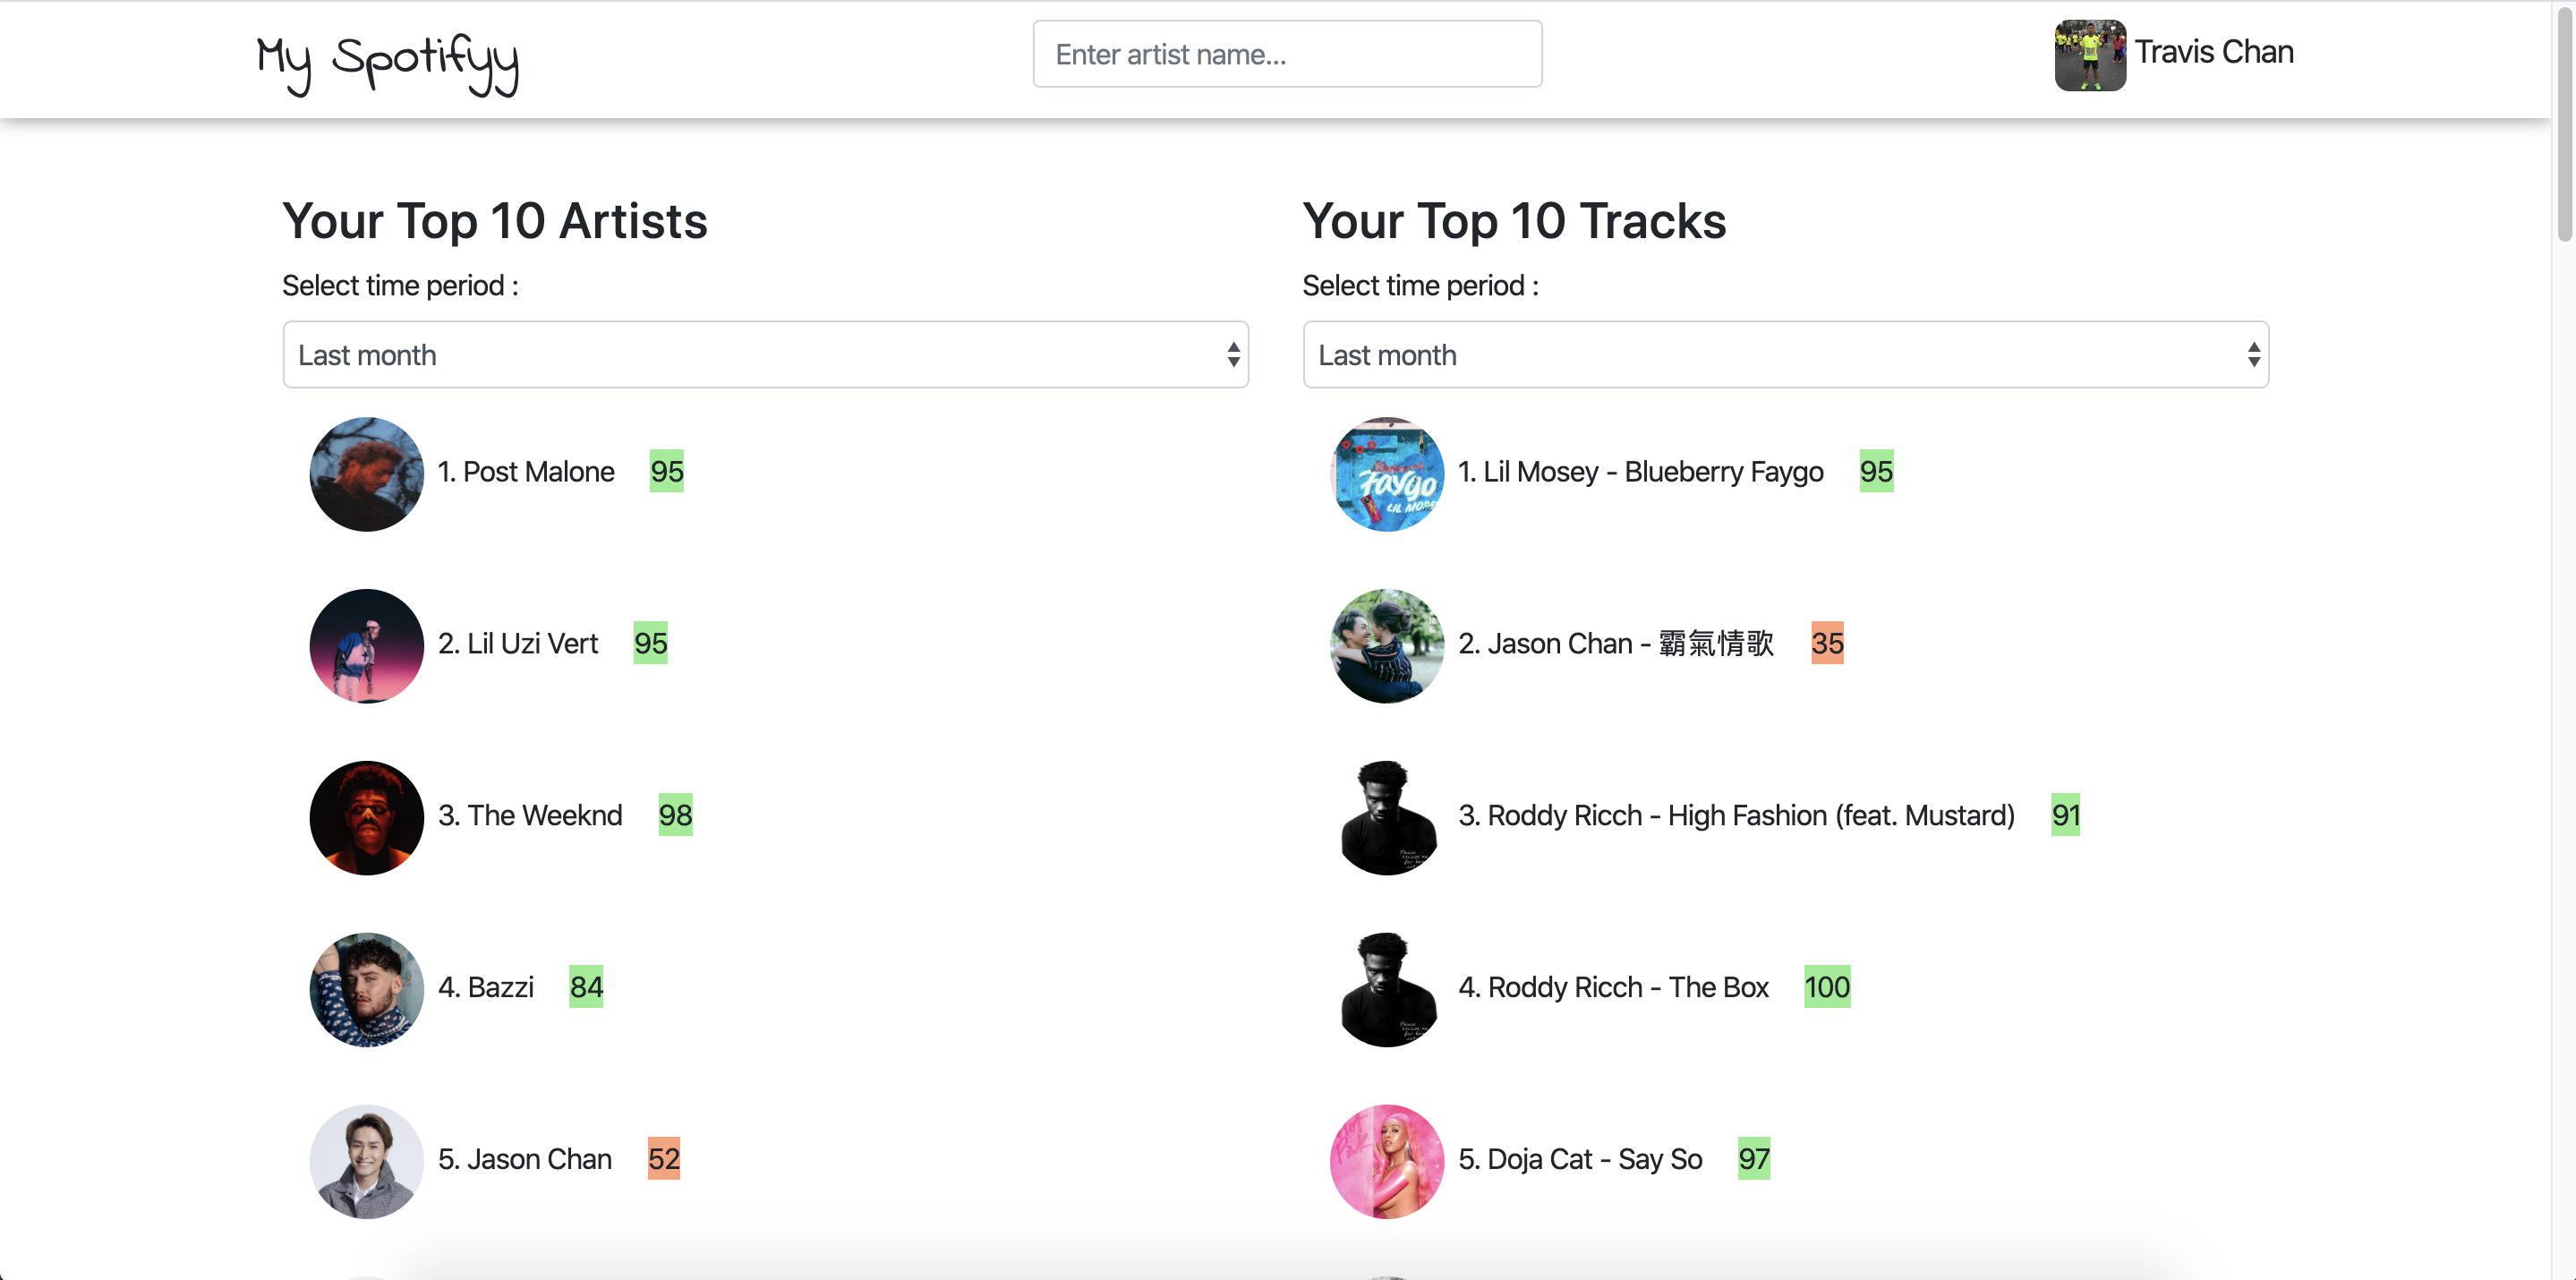 My Spotifyy
Enter artist name...
Travis Chan
Your Top 10 Artists
Select time period :
Last month
1. Post Malone 95
2. Lil Uzi Vert 95
3. The Weeknd 98
4. Bazzi 84
5. Jason Chan 52
Your Top 10 Tracks
Select time period :
Last month
Faygo
LIL MOSE
1. Lil Mosey - Blueberry Faygo 95
2. Jason Chan - 霸氣情歌 35
3. Roddy Ricch - High Fashion (feat. Mustard) 91
4. Roddy Ricch - The Box 100
5. Doja Cat - Say So 97